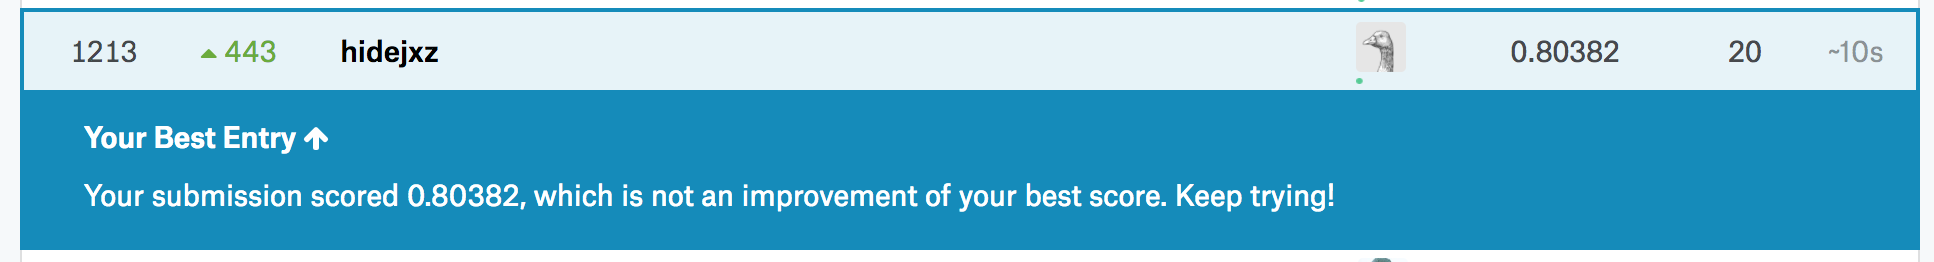 1213 443 hidejxz 0.80382 20 ~10s
Your Best Entry
Your submission scored 0.80382, which is not an improvement of your best score. Keep trying!